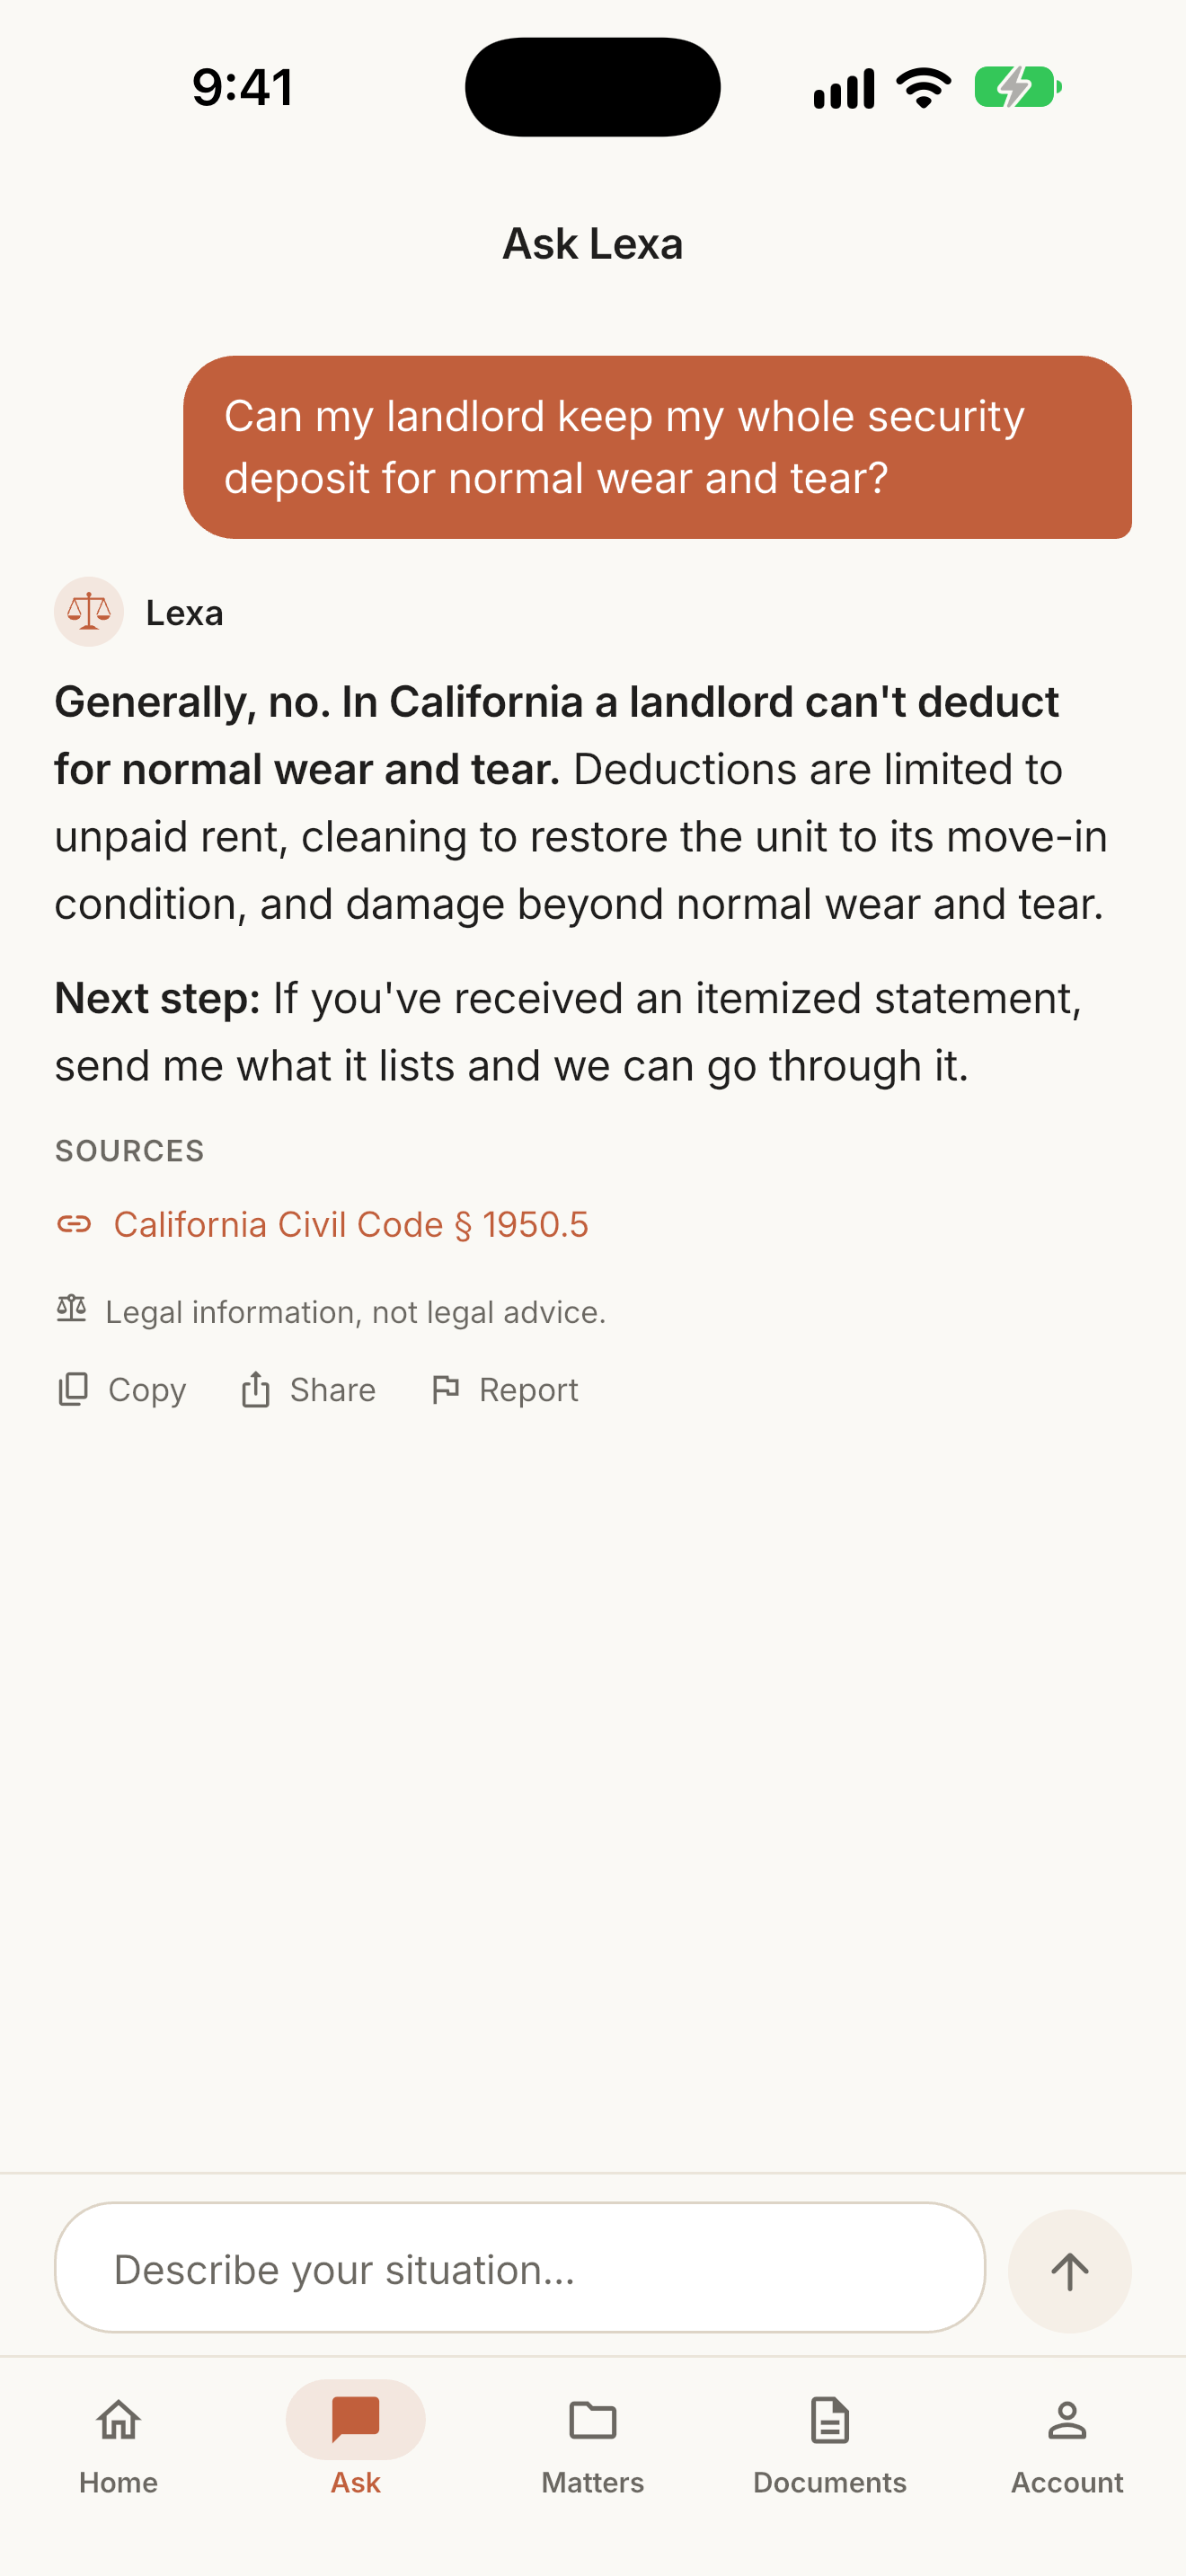 9:41
Ask Lexa
Can my landlord keep my whole security
deposit for normal wear and tear?
Lexa
Generally, no. In California a landlord can't deduct
for normal wear and tear. Deductions are limited to
unpaid rent, cleaning to restore the unit to its move-in
condition, and damage beyond normal wear and tear.
Next step: If you've received an itemized statement,
send me what it lists and we can go through it.
SOURCES
California Civil Code § 1950.5
Legal information, not legal advice.
Copy Share Report
Describe your situation...
Home Ask Matters Documents Account